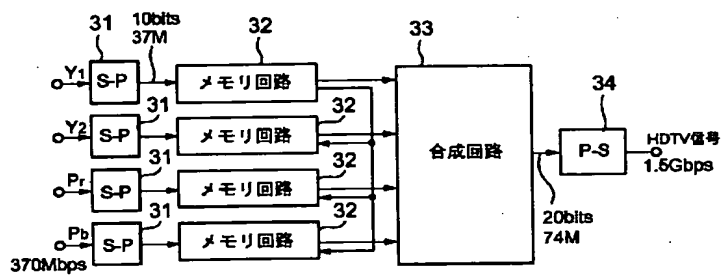 31
10bits
37M
32
33
Y1
S-P
メモリ回路
31
32
34
Y2
S-P
メモリ回路
合成回路
P-S
HDTV信号
1.5Gbps
31
32
Pr
S-P
メモリ回路
20bits
74M
31
32
Pb
S-P
メモリ回路
370Mbps